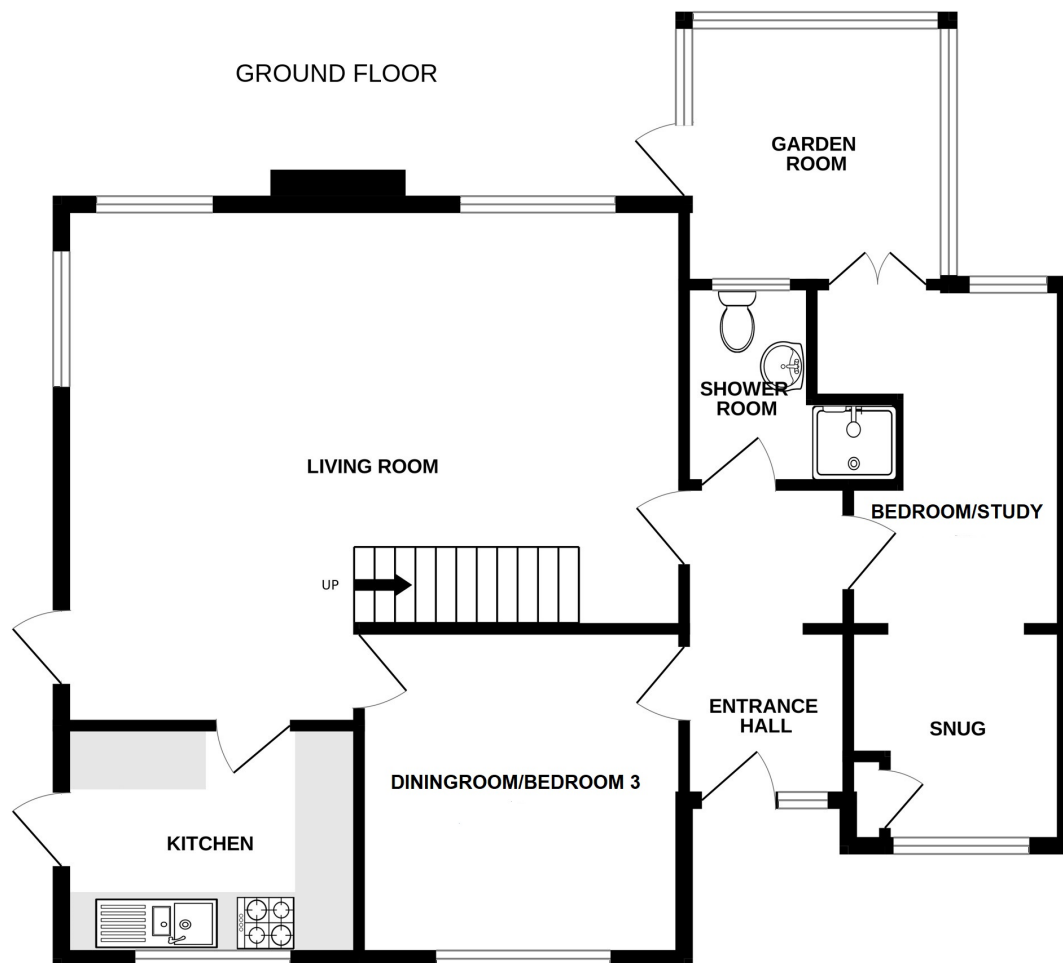 GROUND FLOOR
GARDEN
ROOM
SHOWER
ROOM
LIVING ROOM
BEDROOM/STUDY
UP
ENTRANCE
HALL
SNUG
DININGROOM/BEDROOM 3
KITCHEN